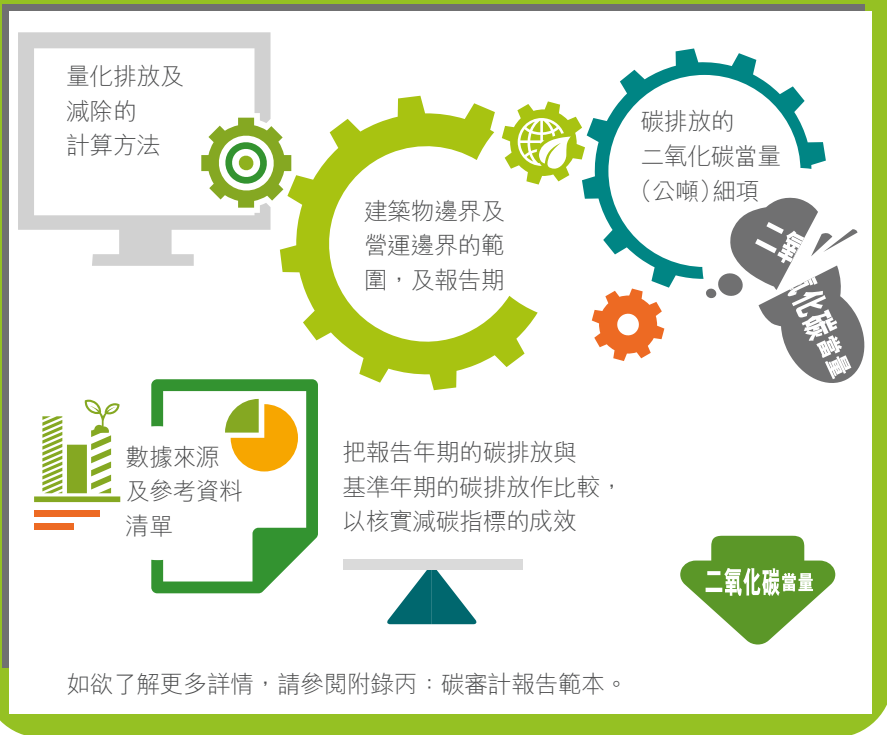 量化排放及
減除的
計算方法
建築物邊界及
營運邊界的範
圍，及報告期
碳排放的
二氧化碳當量
（公噸）細項
二氧化碳當量
數據來源
及參考資料
清單
把報告年期的碳排放與
基準年期的碳排放作比較，
以核實減碳指標的成效
二氧化碳當量
如欲了解更多詳情，請參閱附錄丙：碳審計報告範本。